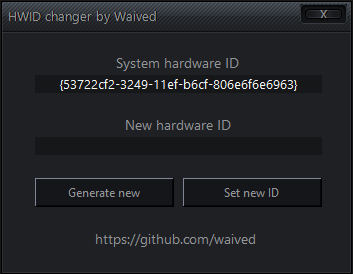 HWID changer by Waived
X
System hardware ID
{53722cf2-3249-11ef-b6cf-806e6f6e6963}
New hardware ID
Generate new
Set new ID
https://github.com/waived